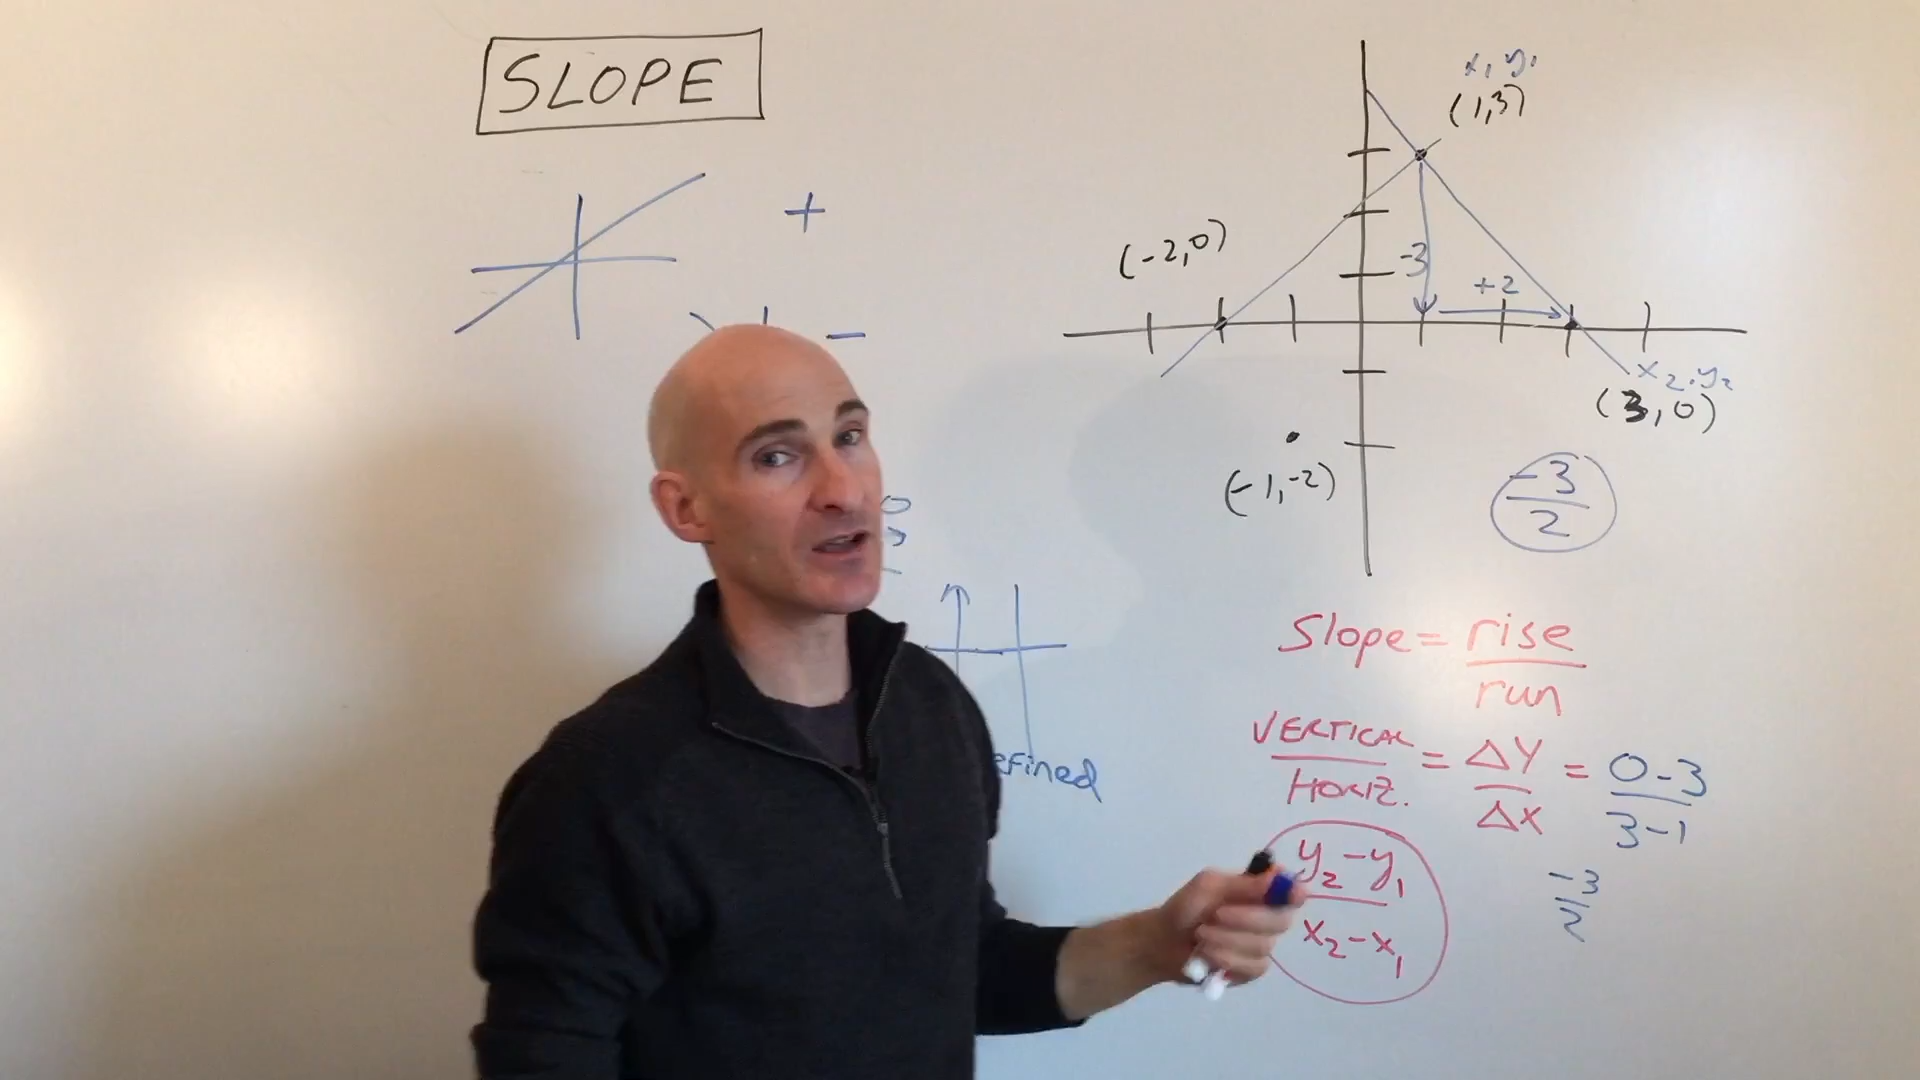 SLOPE
+
−
0
efined
x₁ y₁
(1,3)
(-2,0)
-3
+2
x₂,y₂
(3,0)
(-1,-2)
-3
2
Slope = rise
run
VERTICAL
HORIZ.
= ΔY
ΔX
= 0-3
3-1
y₂-y₁
x₂-x₁
-3
2